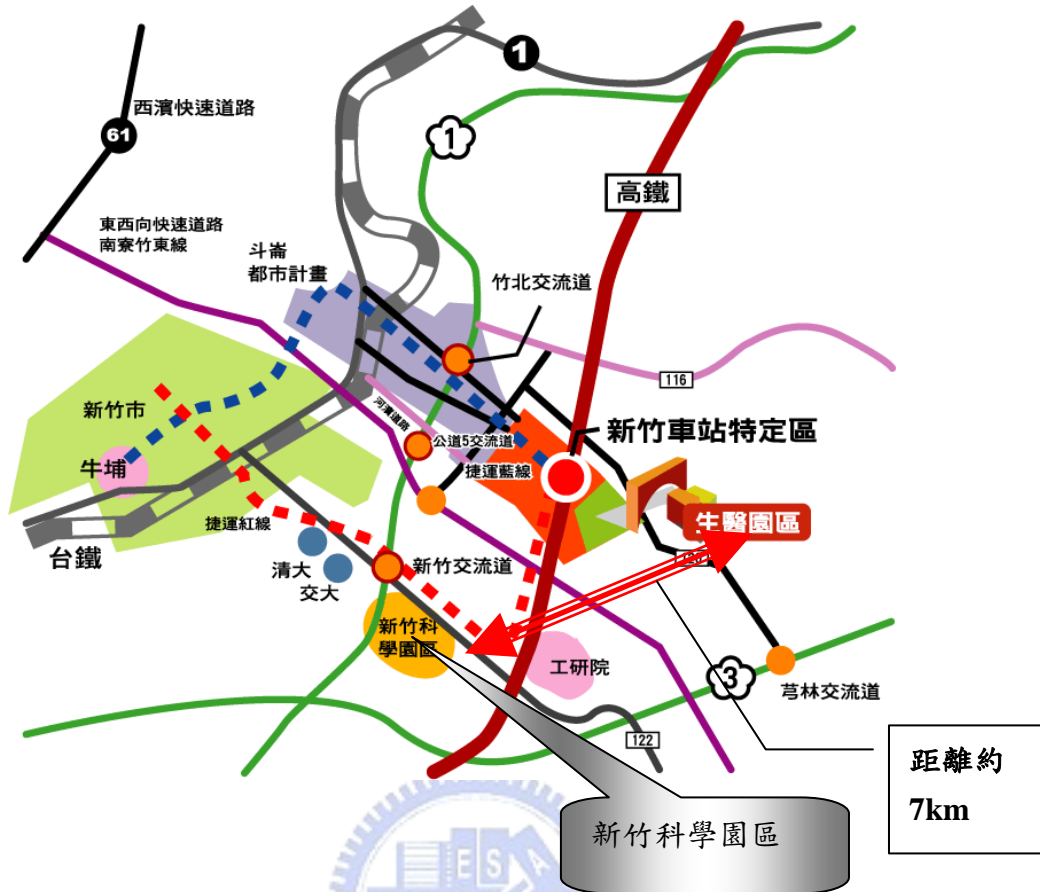 1
西濱快速道路
61
1
高鐵
東西向快速道路
南寮竹東線
斗崙
都市計畫
竹北交流道
116
新竹市
河濱道路
新竹車站特定區
公道5交流道
捷運藍線
牛埔
生醫園區
捷運紅線
120
台鐵
清大
交大
新竹交流道
新竹科
學園區
工研院
3
芎林交流道
122
距離約
7km
新竹科學園區
E S A